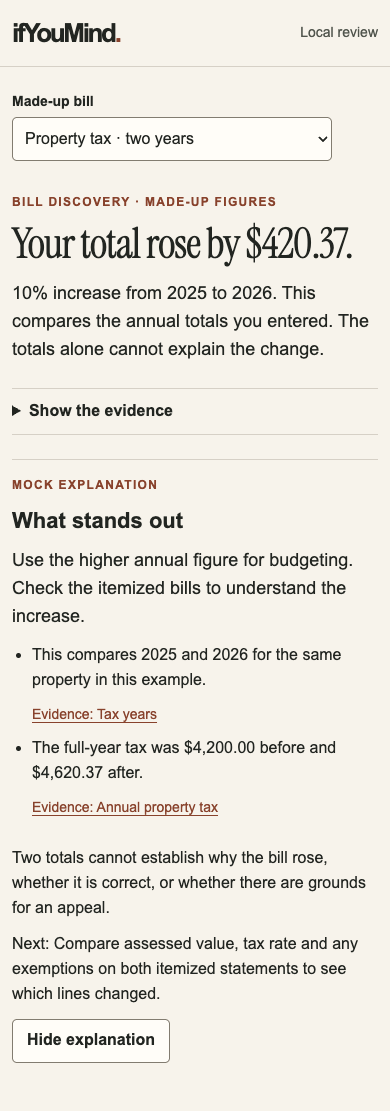 ifYouMind.
Local review
Made-up bill
Property tax · two years
BILL DISCOVERY · MADE-UP FIGURES
Your total rose by $420.37.
10% increase from 2025 to 2026. This
compares the annual totals you entered. The
totals alone cannot explain the change.
Show the evidence
MOCK EXPLANATION
What stands out
Use the higher annual figure for budgeting.
Check the itemized bills to understand the
increase.
This compares 2025 and 2026 for the same
property in this example.
Evidence: Tax years
The full-year tax was $4,200.00 before and
$4,620.37 after.
Evidence: Annual property tax
Two totals cannot establish why the bill rose,
whether it is correct, or whether there are grounds
for an appeal.
Next: Compare assessed value, tax rate and any
exemptions on both itemized statements to see
which lines changed.
Hide explanation